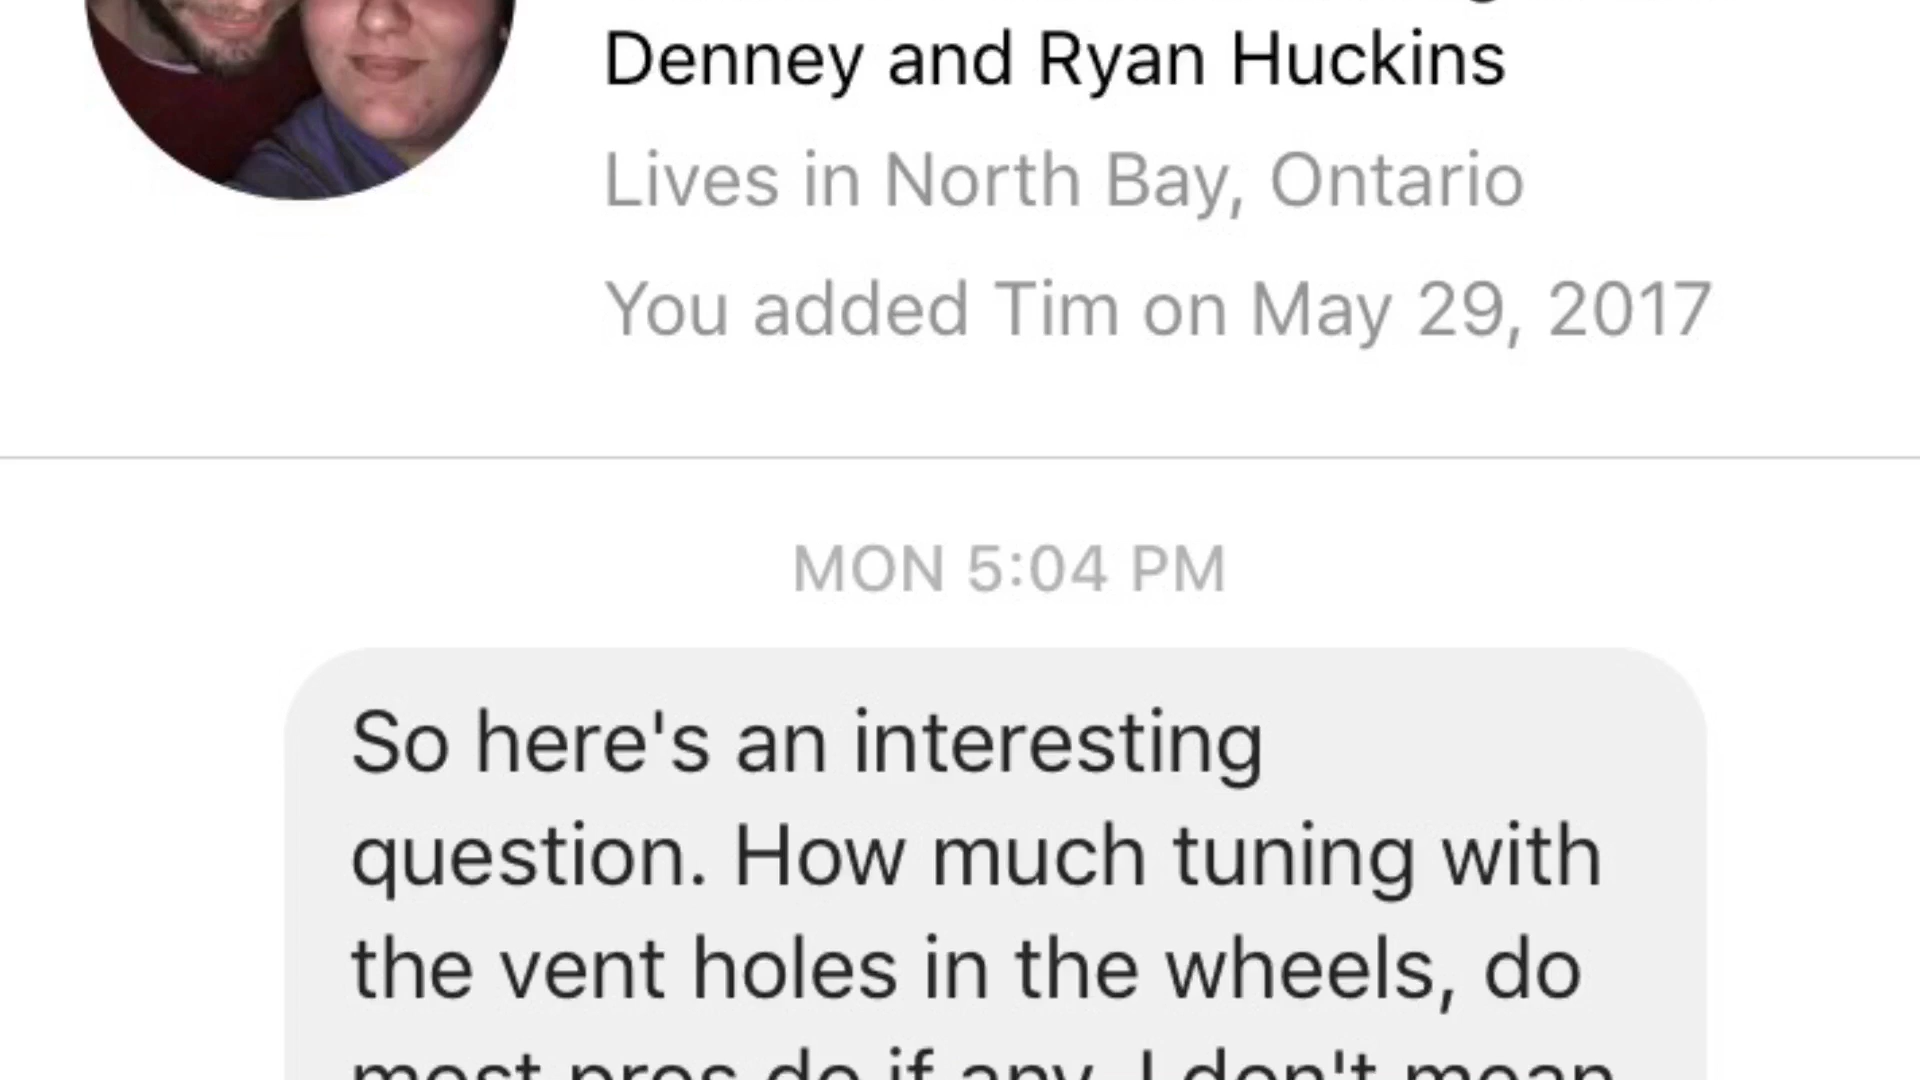 Denney and Ryan Huckins
Lives in North Bay, Ontario
You added Tim on May 29, 2017
MON 5:04 PM
So here's an interesting
question. How much tuning with
the vent holes in the wheels, do
most pros do if any. I don't mean